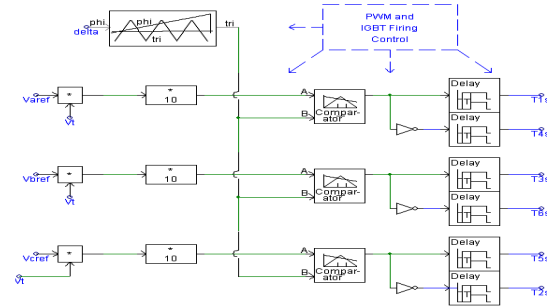 phi
delta
phi
tri
tri
PWM and
IGBT Firing
Control
Varef
*
Vt
*
10
A
B
Compar-
ator
Delay
T
T1s
Delay
T
T4s
Vbref
*
Vt
*
10
A
B
Compar-
ator
Delay
T
T3s
Delay
T
T6s
Vcref
*
Vt
*
10
A
B
Compar-
ator
Delay
T
T5s
Delay
T
T2s